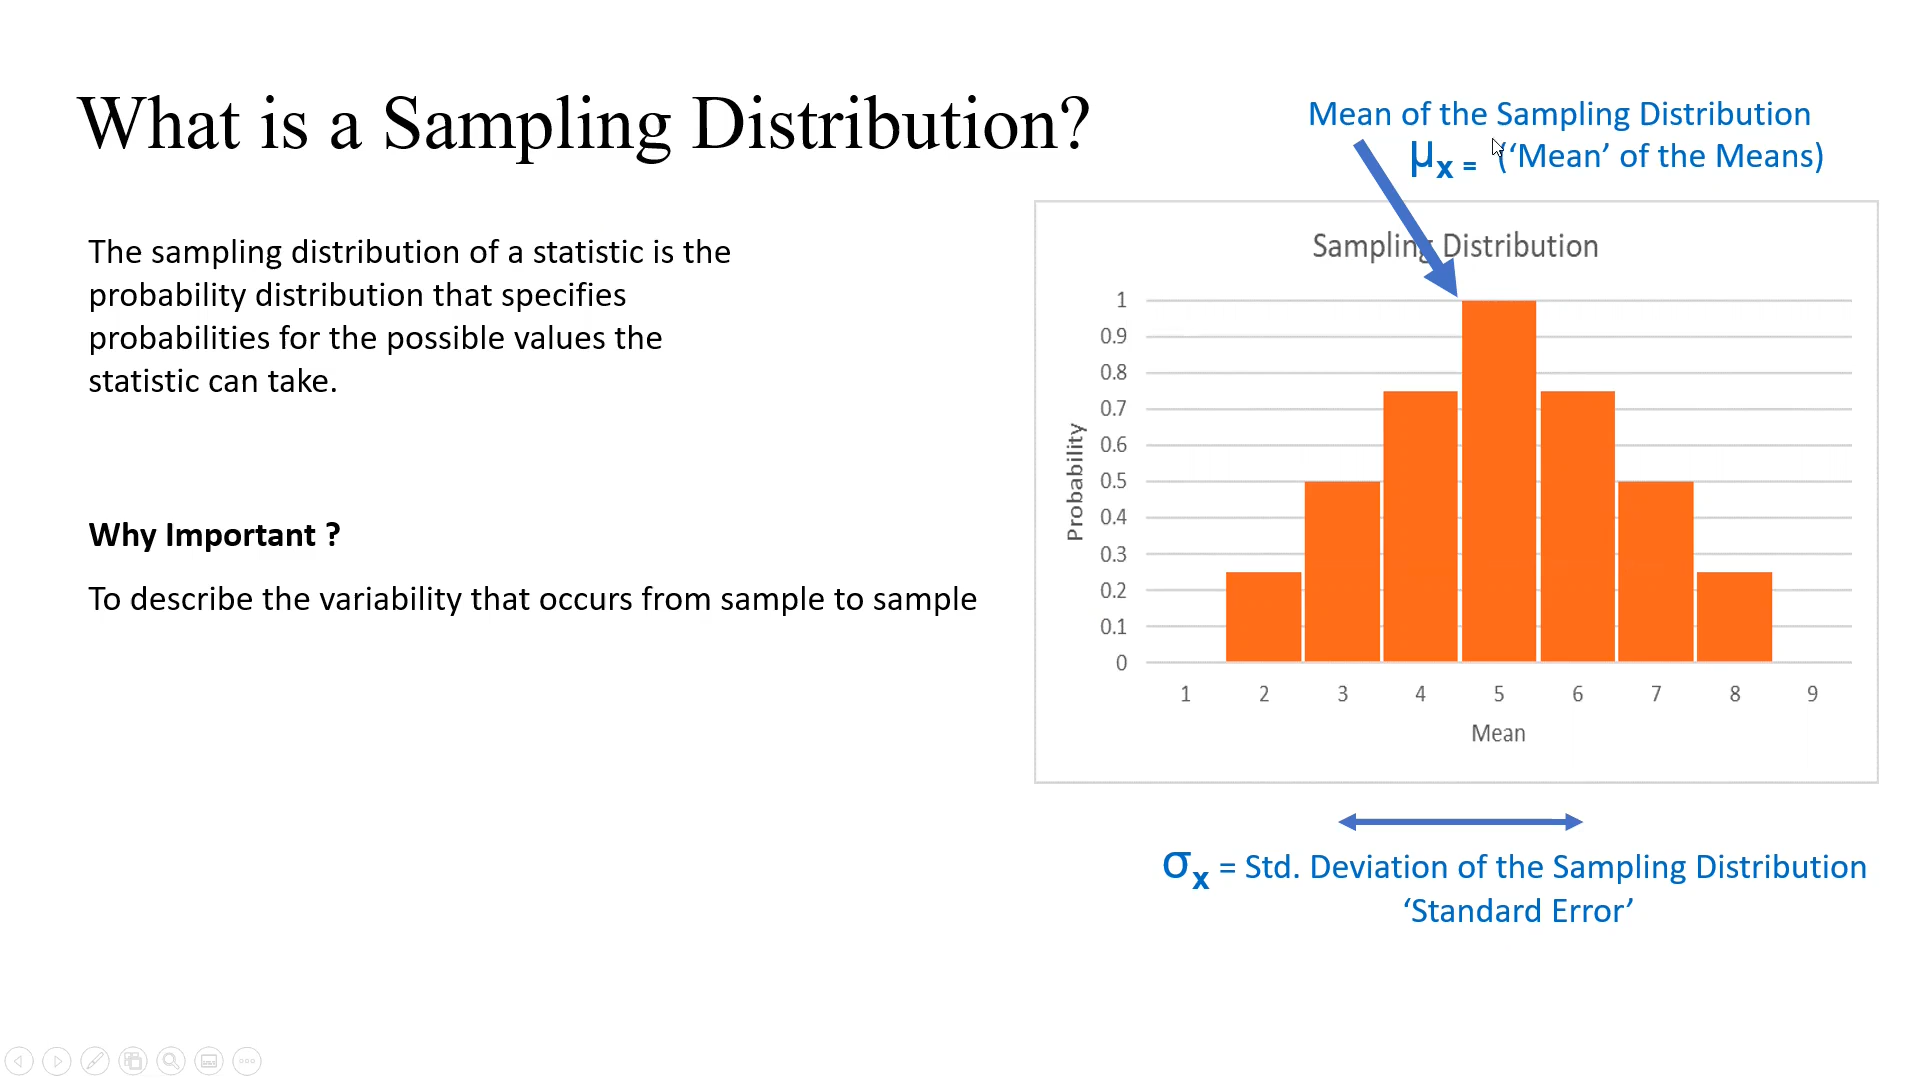 What is a Sampling Distribution?
The sampling distribution of a statistic is the
probability distribution that specifies
probabilities for the possible values the
statistic can take.
Why Important ?
To describe the variability that occurs from sample to sample
Mean of the Sampling Distribution
μx = (‘Mean’ of the Means)
Sampling Distribution
Probability
1
0.9
0.8
0.7
0.6
0.5
0.4
0.3
0.2
0.1
0
1 2 3 4 5 6 7 8 9
Mean
σx = Std. Deviation of the Sampling Distribution
‘Standard Error’